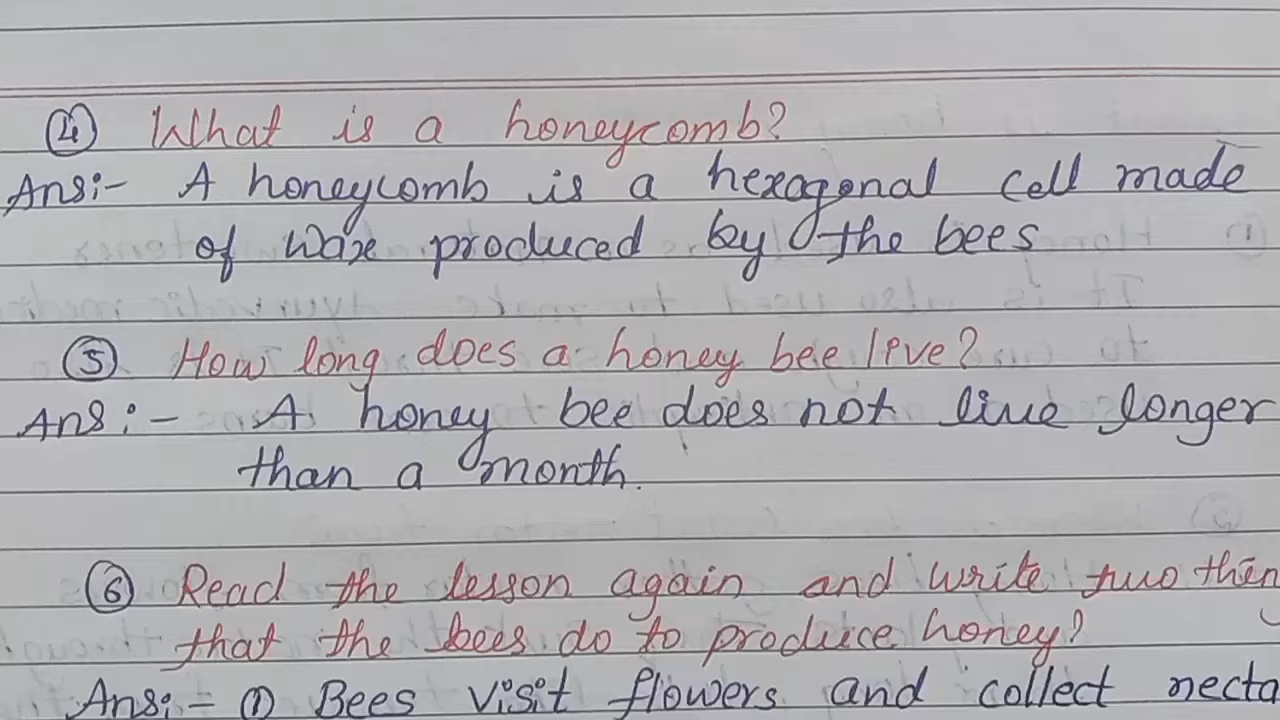 ④ What is a honeycomb?
Ans:- A honeycomb is a hexagonal cell made
of wax produced by the bees
⑤ How long does a honey bee live?
Ans:- A honey bee does not live longer
than a month.
⑥ Read the lesson again and write two thin
that the bees do to produce honey?
Ans:- ① Bees visit flowers and collect necta